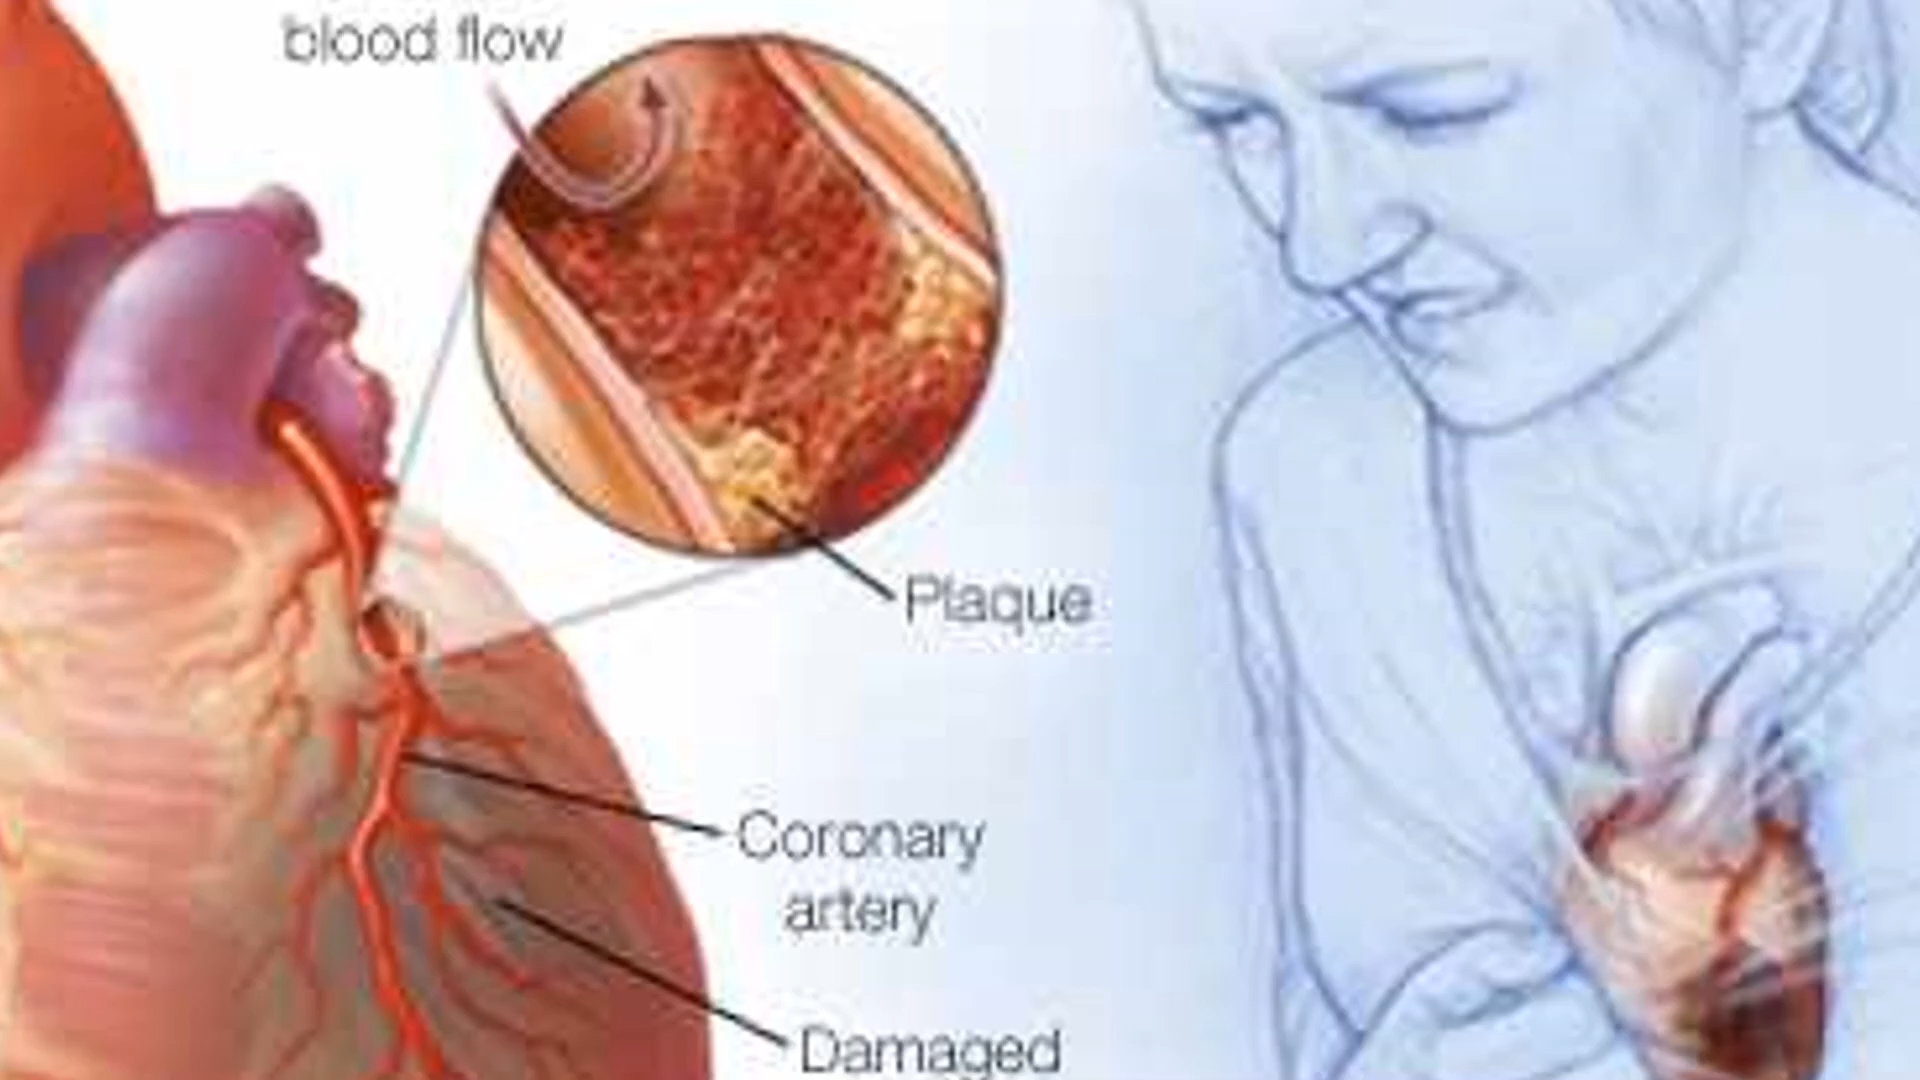 blood flow
Plaque
Coronary
artery
Damaged